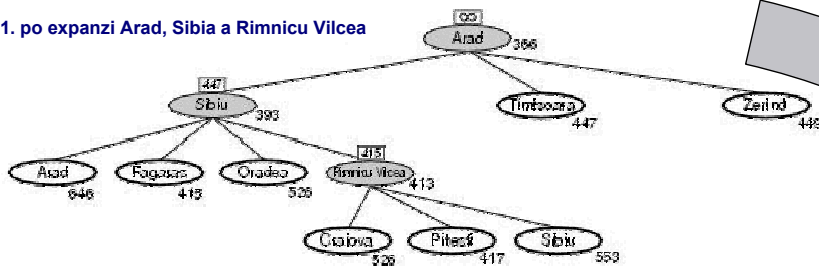 1. po expanzi Arad, Sibia a Rimnicu Vilcea
∞
Arad
366
447
Sibiu
393
Timisoara
447
Zerind
449
415
Arad
646
Fagaras
415
Oradea
526
Rimnicu Vilcea
413
Craiova
526
Pitesti
417
Sibiu
553